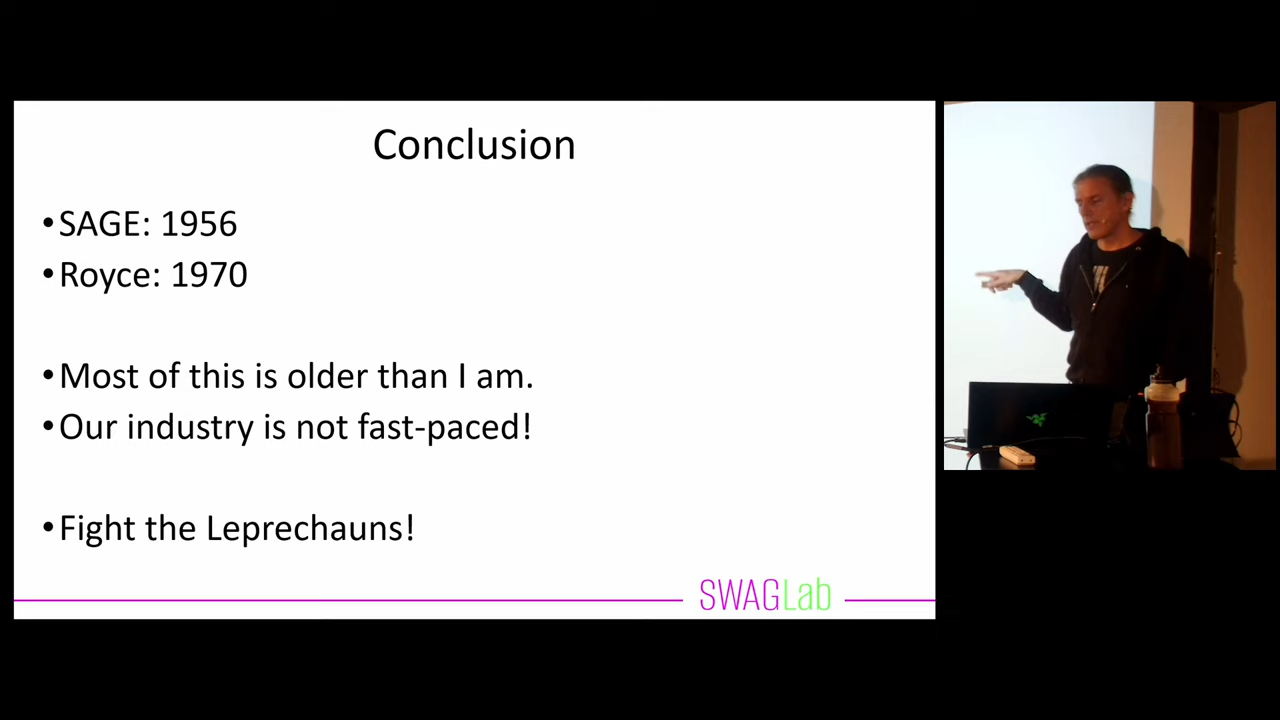 Conclusion
•SAGE: 1956
•Royce: 1970
•Most of this is older than I am.
•Our industry is not fast-paced!
•Fight the Leprechauns!
SWAGLab